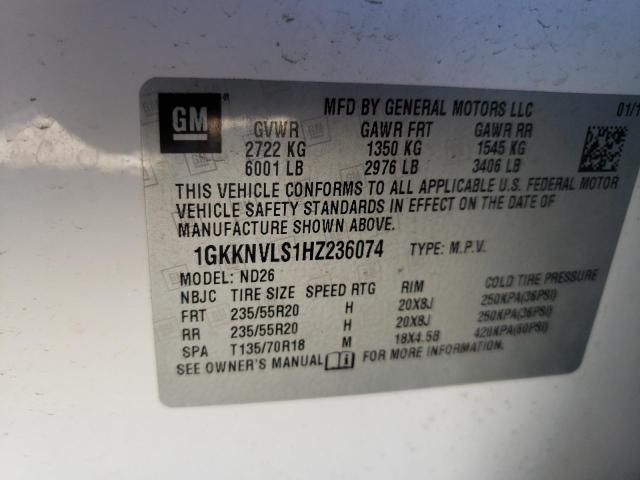 GM
MFD BY GENERAL MOTORS LLC 01/1
GVWR GAWR FRT GAWR RR
2722 KG 1350 KG 1545 KG
6001 LB 2976 LB 3406 LB
THIS VEHICLE CONFORMS TO ALL APPLICABLE U.S. FEDERAL MOTOR
VEHICLE SAFETY STANDARDS IN EFFECT ON THE DATE OF
MANUFACTURE SHOWN ABOVE.
1GKKNVLS1HZ236074 TYPE: M.P.V.
MODEL: ND26
NBJC TIRE SIZE SPEED RTG RIM COLD TIRE PRESSURE
FRT 235/55R20 H 20X8J 250KPA(36PSI)
RR 235/55R20 H 20X8J 250KPA(36PSI)
SPA T135/70R18 M 18X4.5B 420KPA(60PSI)
SEE OWNER'S MANUAL FOR MORE INFORMATION.